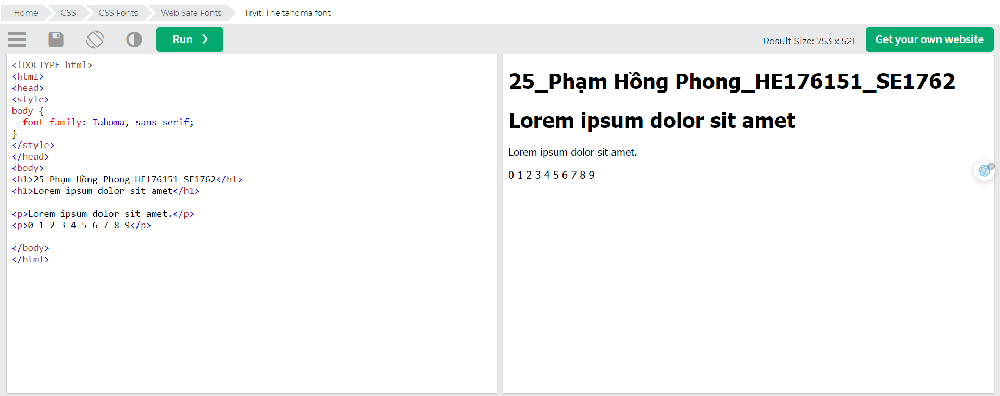 Home CSS CSS Fonts Web Safe Fonts Tryit: The tahoma font
Run ❯ Result Size: 753 x 521 Get your own website
<!DOCTYPE html>
<html>
<head>
<style>
body {
  font-family: Tahoma, sans-serif;
}
</style>
</head>
<body>
<h1>25_Phạm Hồng Phong_HE176151_SE1762</h1>
<h1>Lorem ipsum dolor sit amet</h1>
<p>Lorem ipsum dolor sit amet.</p>
<p>0 1 2 3 4 5 6 7 8 9</p>
</body>
</html>
25_Phạm Hồng Phong_HE176151_SE1762
Lorem ipsum dolor sit amet
Lorem ipsum dolor sit amet.
0 1 2 3 4 5 6 7 8 9